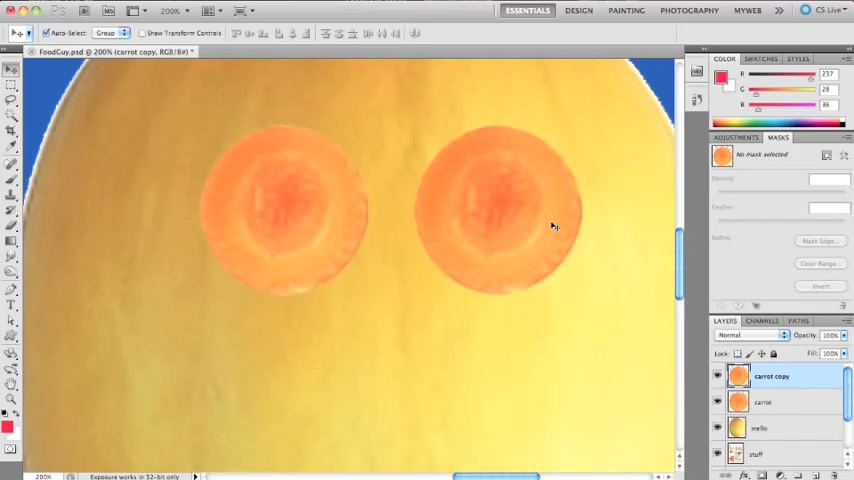 Ps Br Mb 200% ESSENTIALS DESIGN PAINTING PHOTOGRAPHY MYWEB >> CS Live
Auto-Select: Group Show Transform Controls
FoodGuy.psd @ 200% (carrot copy, RGB/8#) *
COLOR SWATCHES STYLES
R 237
G 28
B 36
ADJUSTMENTS MASKS
No mask selected
Density:
Feather:
Refine: Mask Edge...
Color Range...
Invert
LAYERS CHANNELS PATHS
Normal Opacity: 100%
Lock: Fill: 100%
carrot copy
carrot
mello
stuff
200% Exposure works in 32-bit only